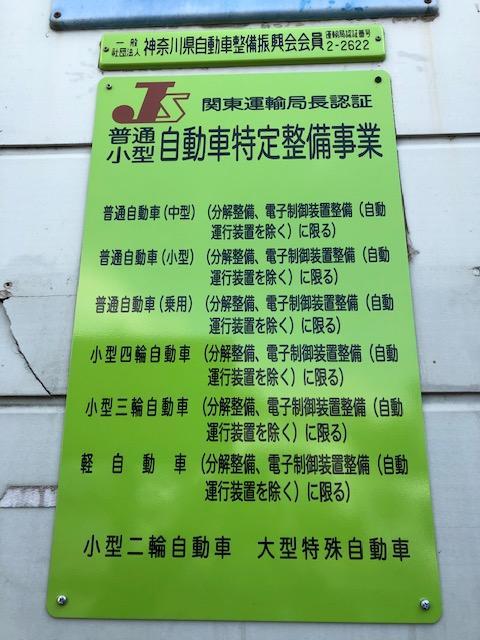 一般社団法人 神奈川県自動車整備振興会会員 運輸局認証番号 2-2622
JS 関東運輸局長認証
普通小型 自動車特定整備事業
普通自動車(中型) (分解整備、電子制御装置整備(自動
運行装置を除く)に限る)
普通自動車(小型) (分解整備、電子制御装置整備(自動
運行装置を除く)に限る)
普通自動車(乗用) (分解整備、電子制御装置整備(自動
運行装置を除く)に限る)
小型四輪自動車 (分解整備、電子制御装置整備(自動
運行装置を除く)に限る)
小型三輪自動車 (分解整備、電子制御装置整備(自動
運行装置を除く)に限る)
軽自動車 (分解整備、電子制御装置整備(自動
運行装置を除く)に限る)
小型二輪自動車 大型特殊自動車